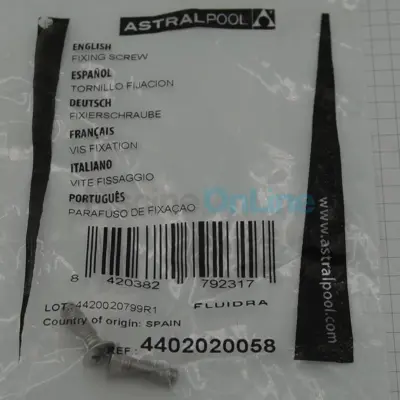 ASTRALPOOL
ENGLISH
FIXING SCREW
ESPAÑOL
TORNILLO FIJACION
DEUTSCH
FIXIERSCHRAUBE
FRANÇAIS
VIS FIXATION
ITALIANO
VITE FISSAGGIO
PORTUGUÊS
PARAFUSO DE FIXAÇAO
OnLine
8 420382 792317
LOT: 4420020799R1 FLUIDRA
Country of origin: SPAIN
REF: 4402020058
www.astralpool.com